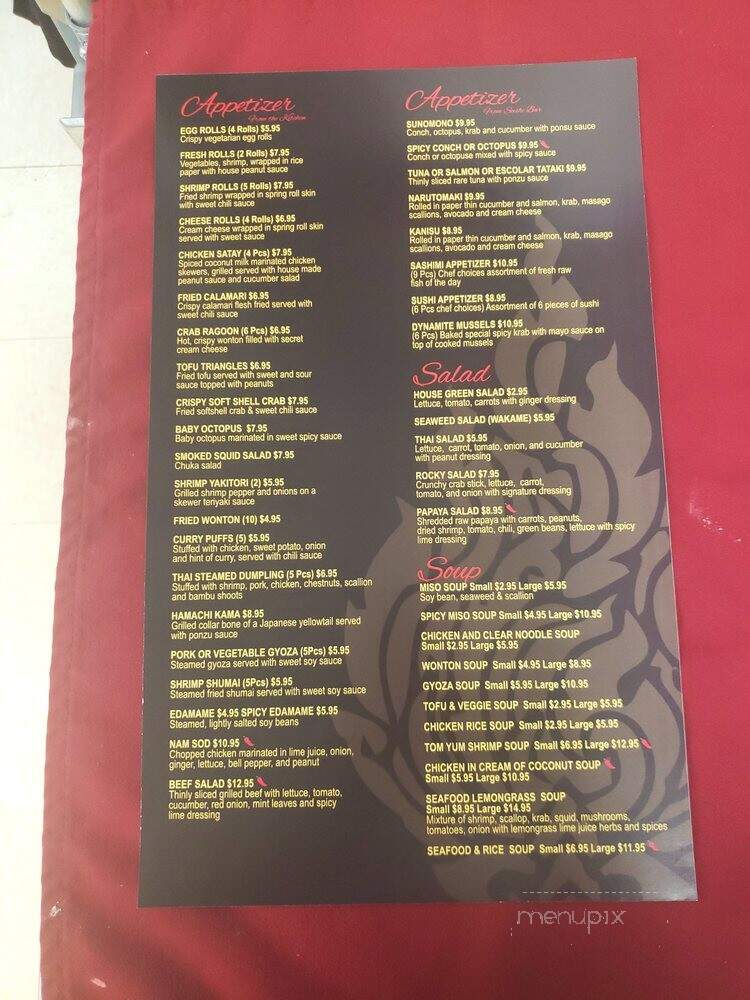 Appetizer
From the Kitchen
EGG ROLLS (4 Rolls) $5.95
Crispy vegetarian egg rolls
FRESH ROLLS (2 Rolls) $7.95
Vegetables, shrimp, wrapped in rice
paper with house peanut sauce
SHRIMP ROLLS (5 Rolls) $7.95
Fried shrimp wrapped in spring roll skin
with sweet chili sauce
CHEESE ROLLS (4 Rolls) $6.95
Cream cheese wrapped in spring roll skin
served with sweet sauce
CHICKEN SATAY (4 Pcs) $7.95
Spiced coconut milk marinated chicken
skewers, grilled served with house made
peanut sauce and cucumber salad
FRIED CALAMARI $6.95
Crispy calamari flesh fried served with
sweet chili sauce
CRAB RAGOON (6 Pcs) $6.95
Hot, crispy wonton filled with secret
cream cheese
TOFU TRIANGLES $6.95
Fried tofu served with sweet and sour
sauce topped with peanuts
CRISPY SOFT SHELL CRAB $7.95
Fried softshell crab & sweet chili sauce
BABY OCTOPUS $7.95
Baby octopus marinated in sweet spicy sauce
SMOKED SQUID SALAD $7.95
Chuka salad
SHRIMP YAKITORI (2) $5.95
Grilled shrimp pepper and onions on a
skewer teriyaki sauce
FRIED WONTON (10) $4.95
CURRY PUFFS (5) $5.95
Stuffed with chicken, sweet potato, onion
and hint of curry, served with chili sauce
THAI STEAMED DUMPLING (5 Pcs) $6.95
Stuffed with shrimp, pork, chicken, chestnuts, scallion
and bambu shoots
HAMACHI KAMA $8.95
Grilled collar bone of a Japanese yellowtail served
with ponzu sauce
PORK OR VEGETABLE GYOZA (5Pcs) $5.95
Steamed gyoza served with sweet soy sauce
SHRIMP SHUMAI (5Pcs) $5.95
Steamed fried shumai served with sweet soy sauce
EDAMAME $4.95 SPICY EDAMAME $5.95
Steamed, lightly salted soy beans
NAM SOD $10.95
Chopped chicken marinated in lime juice, onion,
ginger, lettuce, bell pepper, and peanut
BEEF SALAD $12.95
Thinly sliced grilled beef with lettuce, tomato,
cucumber, red onion, mint leaves and spicy
lime dressing
Appetizer
From Sushi Bar
SUNOMONO $9.95
Conch, octopus, krab and cucumber with ponsu sauce
SPICY CONCH OR OCTOPUS $9.95
Conch or octopuse mixed with spicy sauce
TUNA OR SALMON OR ESCOLAR TATAKI $9.95
Thinly sliced rare tuna with ponzu sauce
NARUTOMAKI $9.95
Rolled in paper thin cucumber and salmon, krab, masago
scallions, avocado and cream cheese
KANISU $8.95
Rolled in paper thin cucumber and salmon, krab, masago
scallions, avocado and cream cheese
SASHIMI APPETIZER $10.95
(9 Pcs) Chef choices assortment of fresh raw
fish of the day
SUSHI APPETIZER $8.95
(6 Pcs chef choices) Assortment of 6 pieces of sushi
DYNAMITE MUSSELS $10.95
(6 Pcs) Baked special spicy krab with mayo sauce on
top of cooked mussels
Salad
HOUSE GREEN SALAD $2.95
Lettuce, tomato, carrots with ginger dressing
SEAWEED SALAD (WAKAME) $5.95
THAI SALAD $5.95
Lettuce, carrot, tomato, onion, and cucumber
with peanut dressing
ROCKY SALAD $7.95
Crunchy crab stick, lettuce, carrot,
tomato, and onion with signature dressing
PAPAYA SALAD $8.95
Shredded raw papaya with carrots, peanuts,
dried shrimp, tomato, chili, green beans, lettuce with spicy
lime dressing
Soup
MISO SOUP Small $2.95 Large $5.95
Soy bean, seaweed & scallion
SPICY MISO SOUP Small $4.95 Large $10.95
CHICKEN AND CLEAR NOODLE SOUP
Small $2.95 Large $5.95
WONTON SOUP Small $4.95 Large $8.95
GYOZA SOUP Small $5.95 Large $10.95
TOFU & VEGGIE SOUP Small $2.95 Large $5.95
CHICKEN RICE SOUP Small $2.95 Large $5.95
TOM YUM SHRIMP SOUP Small $6.95 Large $12.95
CHICKEN IN CREAM OF COCONUT SOUP
Small $5.95 Large $10.95
SEAFOOD LEMONGRASS SOUP
Small $8.95 Large $14.95
Mixture of shrimp, scallop, krab, squid, mushrooms,
tomatoes, onion with lemongrass lime juice herbs and spices
SEAFOOD & RICE SOUP Small $6.95 Large $11.95
menupix